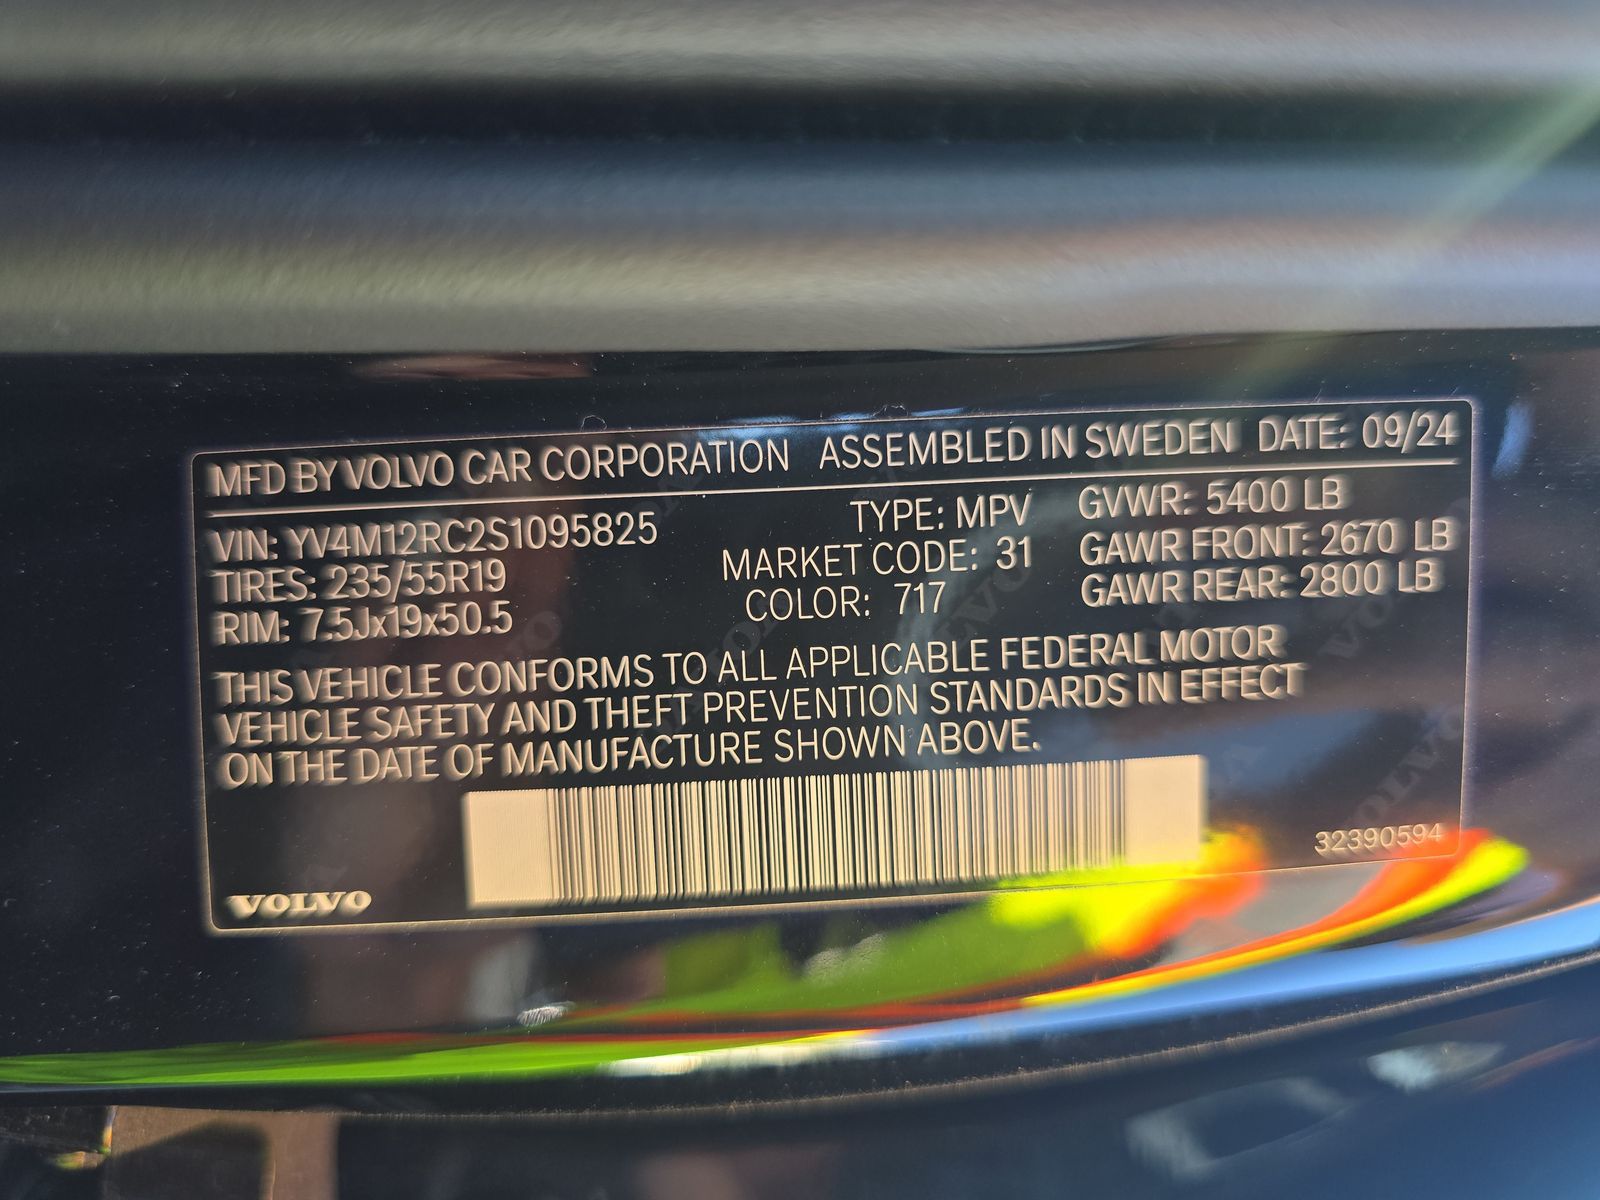 MFD BY VOLVO CAR CORPORATION ASSEMBLED IN SWEDEN DATE: 09/24
VIN: YV4M12RC2S1095825 TYPE: MPV GVWR: 5400 LB
TIRES: 235/55R19 MARKET CODE: 31 GAWR FRONT: 2670 LB
RIM: 7.5Jx19x50.5 COLOR: 717 GAWR REAR: 2800 LB
THIS VEHICLE CONFORMS TO ALL APPLICABLE FEDERAL MOTOR
VEHICLE SAFETY AND THEFT PREVENTION STANDARDS IN EFFECT
ON THE DATE OF MANUFACTURE SHOWN ABOVE.
VOLVO 32390594